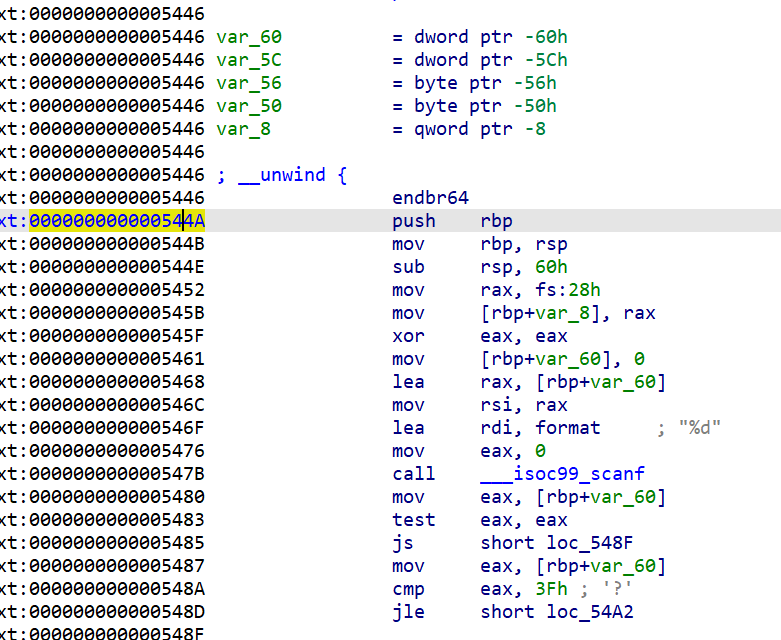 xt:0000000000005446
xt:0000000000005446 var_60 = dword ptr -60h
xt:0000000000005446 var_5C = dword ptr -5Ch
xt:0000000000005446 var_56 = byte ptr -56h
xt:0000000000005446 var_50 = byte ptr -50h
xt:0000000000005446 var_8 = qword ptr -8
xt:0000000000005446
xt:0000000000005446 ; __unwind {
xt:0000000000005446 endbr64
xt:000000000000544A push rbp
xt:000000000000544B mov rbp, rsp
xt:000000000000544E sub rsp, 60h
xt:0000000000005452 mov rax, fs:28h
xt:000000000000545B mov [rbp+var_8], rax
xt:000000000000545F xor eax, eax
xt:0000000000005461 mov [rbp+var_60], 0
xt:0000000000005468 lea rax, [rbp+var_60]
xt:000000000000546C mov rsi, rax
xt:000000000000546F lea rdi, format ; "%d"
xt:0000000000005476 mov eax, 0
xt:000000000000547B call ___isoc99_scanf
xt:0000000000005480 mov eax, [rbp+var_60]
xt:0000000000005483 test eax, eax
xt:0000000000005485 js short loc_548F
xt:0000000000005487 mov eax, [rbp+var_60]
xt:000000000000548A cmp eax, 3Fh ; '?'
xt:000000000000548D jle short loc_54A2
xt:000000000000548F